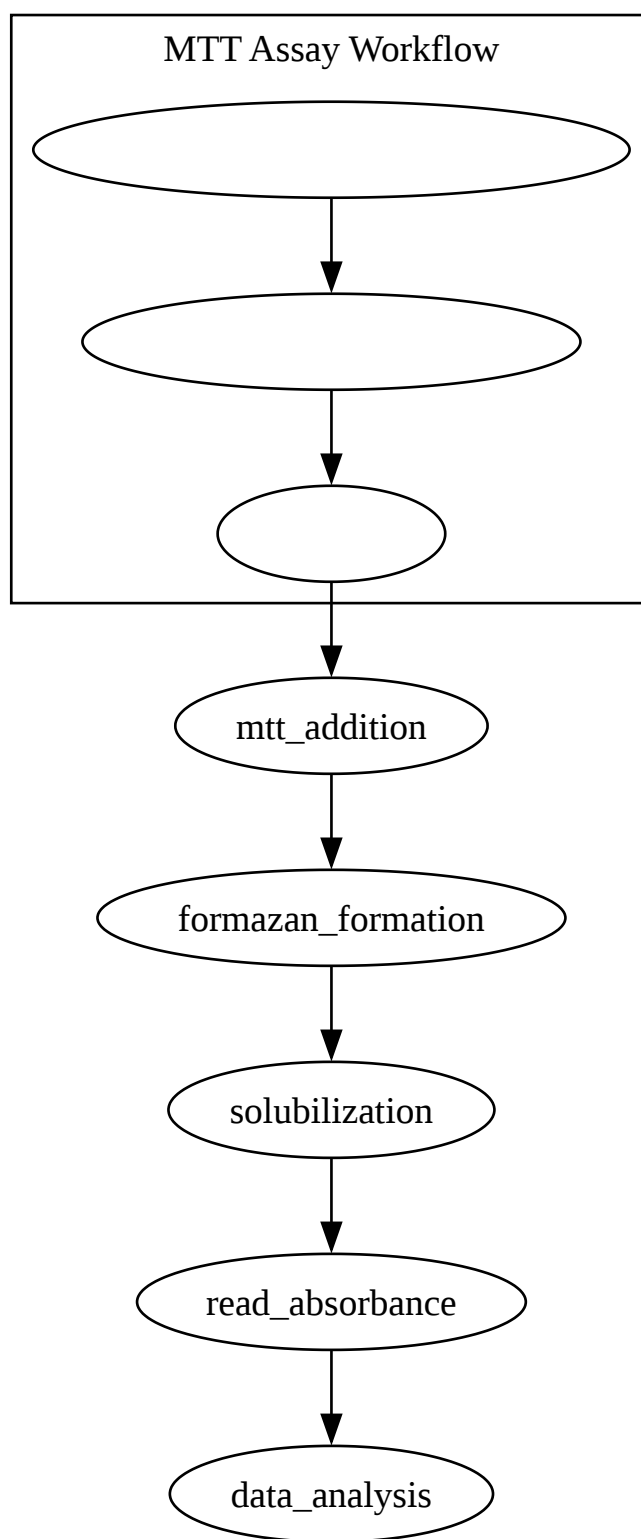 MTT Assay Workflow
mtt_addition
formazan_formation
solubilization
read_absorbance
data_analysis